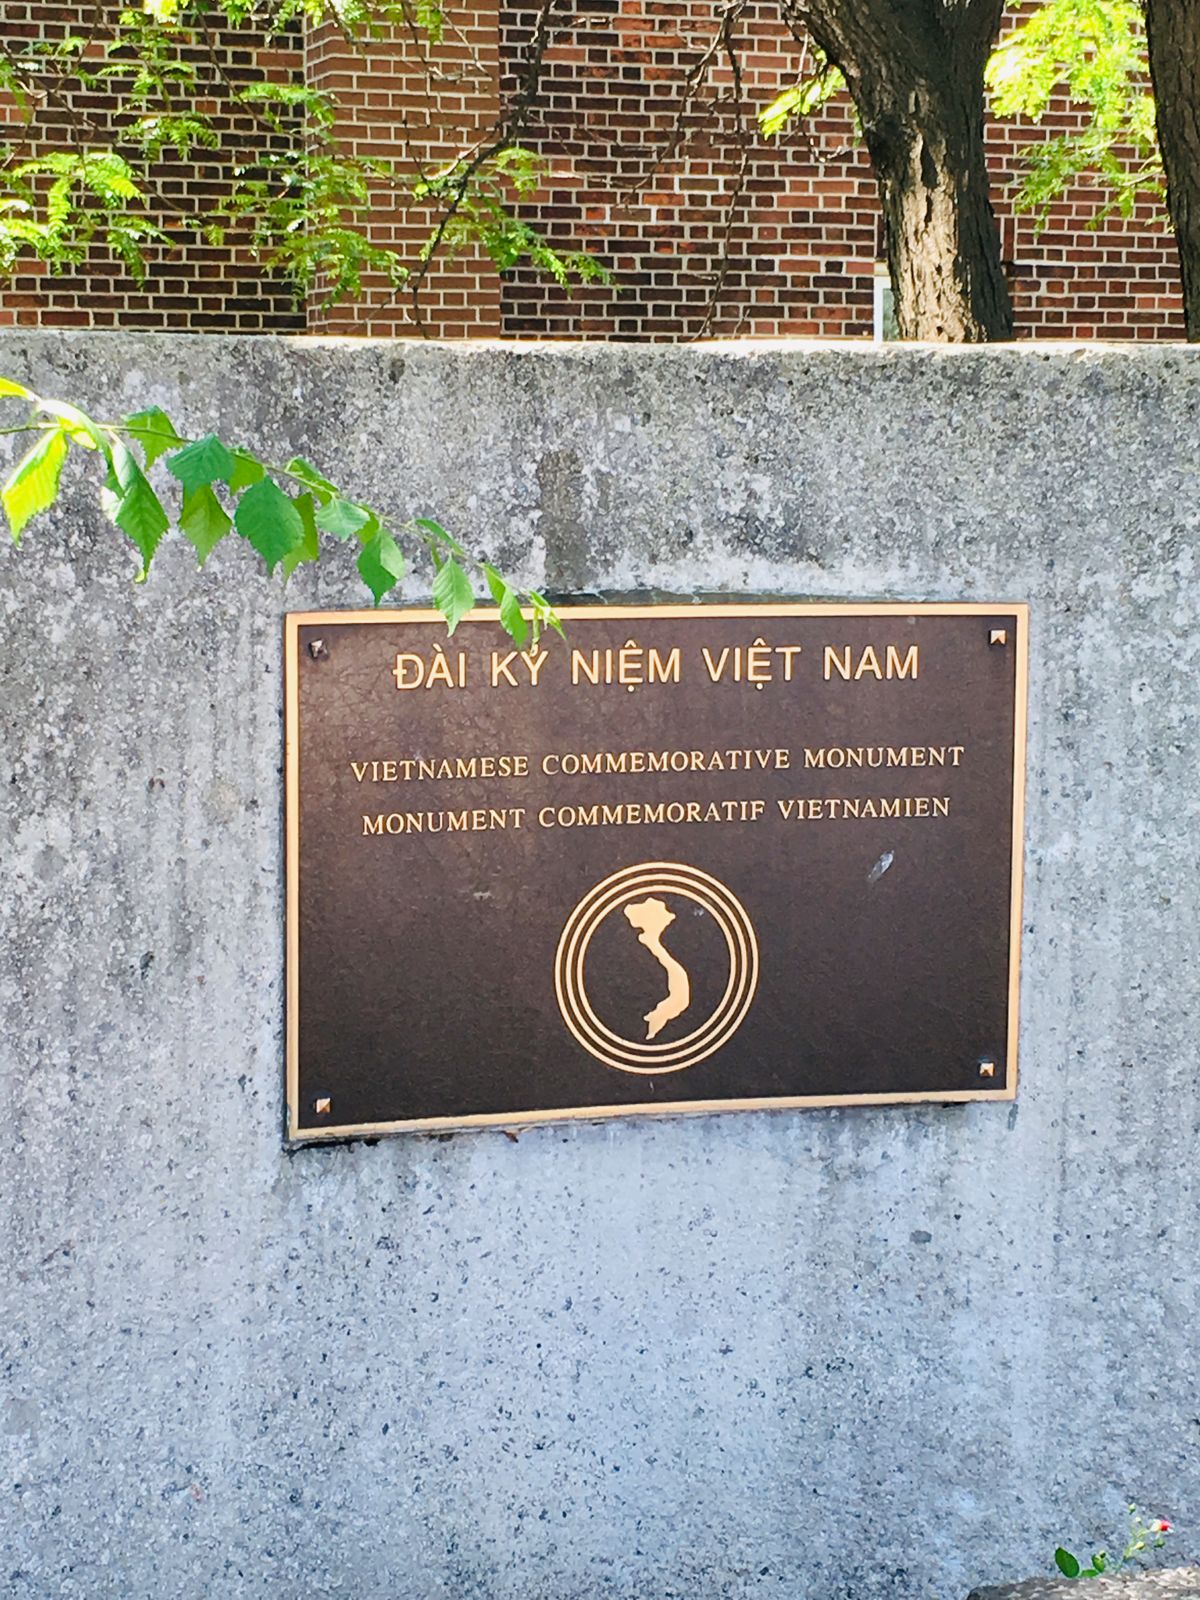 ĐÀI KỶ NIỆM VIỆT NAM
VIETNAMESE COMMEMORATIVE MONUMENT
MONUMENT COMMEMORATIF VIETNAMIEN